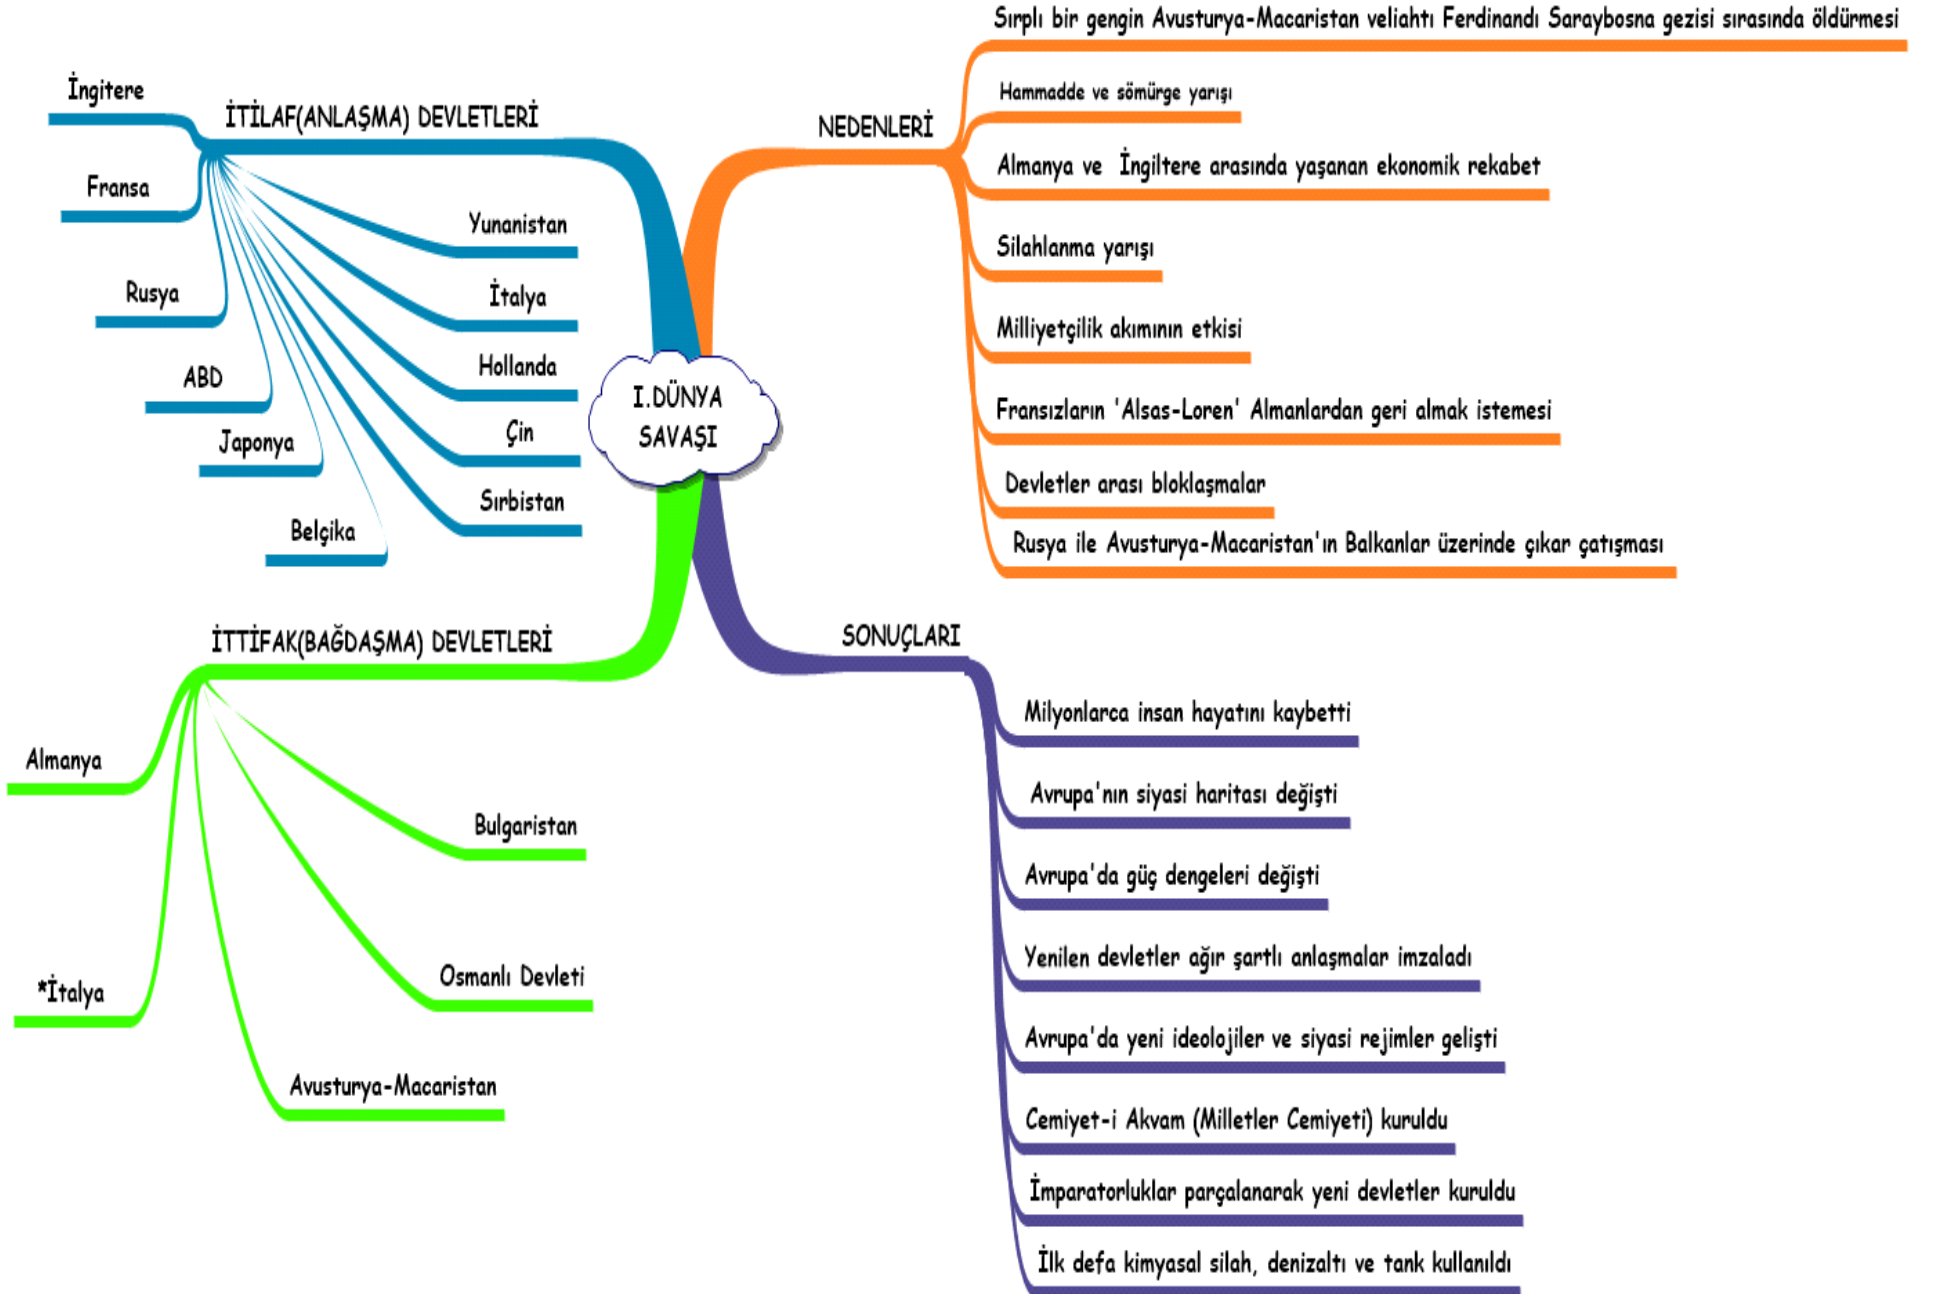 I.DÜNYA
SAVAŞI
İTİLAF(ANLAŞMA) DEVLETLERİ
İngitere
Fransa
Rusya
ABD
Japonya
Belçika
Yunanistan
İtalya
Hollanda
Çin
Sırbistan
İTTİFAK(BAĞDAŞMA) DEVLETLERİ
Almanya
*İtalya
Avusturya-Macaristan
Osmanlı Devleti
Bulgaristan
NEDENLERİ
Sırplı bir gengin Avusturya-Macaristan veliahtı Ferdinandı Saraybosna gezisi sırasında öldürmesi
Hammadde ve sömürge yarışı
Almanya ve İngiltere arasında yaşanan ekonomik rekabet
Silahlanma yarışı
Milliyetçilik akımının etkisi
Fransızların 'Alsas-Loren' Almanlardan geri almak istemesi
Devletler arası bloklaşmalar
Rusya ile Avusturya-Macaristan'ın Balkanlar üzerinde çıkar çatışması
SONUÇLARI
Milyonlarca insan hayatını kaybetti
Avrupa'nın siyasi haritası değişti
Avrupa'da güç dengeleri değişti
Yenilen devletler ağır şartlı anlaşmalar imzaladı
Avrupa'da yeni ideolojiler ve siyasi rejimler gelişti
Cemiyet-i Akvam (Milletler Cemiyeti) kuruldu
İmparatorluklar parçalanarak yeni devletler kuruldu
İlk defa kimyasal silah, denizaltı ve tank kullanıldı